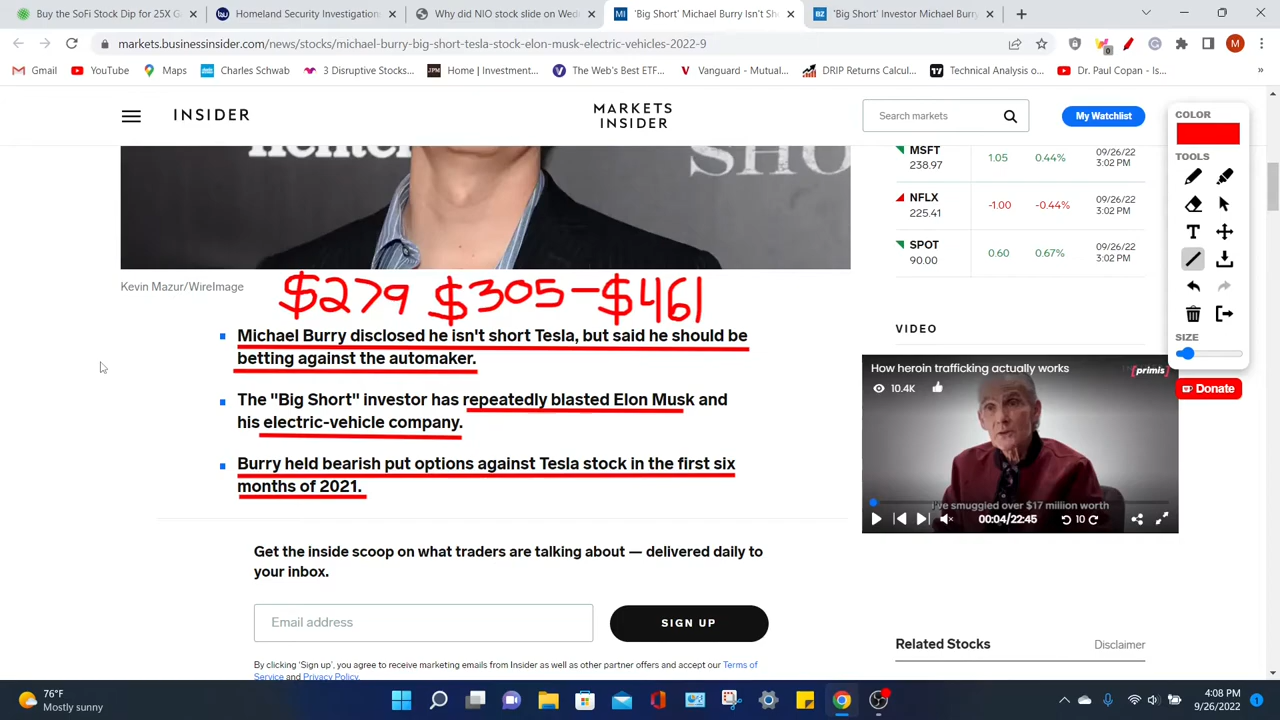 Buy the SoFi Stock Dip for 25X G
Homeland Security Investigations
Why did NIO stock slide on Wed
'Big Short' Michael Burry Isn't Sh
'Big Short' Investor Michael Burry
markets.businessinsider.com/news/stocks/michael-burry-big-short-tesla-stock-elon-musk-electric-vehicles-2022-9
Gmail
YouTube
Maps
Charles Schwab
3 Disruptive Stocks...
Home | Investment...
The Web's Best ETF...
Vanguard - Mutual...
DRIP Returns Calcul...
Technical Analysis o...
Dr. Paul Copan - Is...
INSIDER
MARKETS
INSIDER
Search markets
My Watchlist
MSFT
238.97
1.05 0.44% 09/26/22
3:02 PM
NFLX
225.41
-1.00 -0.44% 09/26/22
3:02 PM
SPOT
90.00
0.60 0.67% 09/26/22
3:02 PM
Kevin Mazur/WireImage
$279 $305-$461
Michael Burry disclosed he isn't short Tesla, but said he should be
betting against the automaker.
The "Big Short" investor has repeatedly blasted Elon Musk and
his electric-vehicle company.
Burry held bearish put options against Tesla stock in the first six
months of 2021.
Get the inside scoop on what traders are talking about — delivered daily to
your inbox.
Email address
SIGN UP
By clicking 'Sign up', you agree to receive marketing emails from Insider as well as other partner offers and accept our Terms of
Service and Privacy Policy.
VIDEO
How heroin trafficking actually works
10.4K
primis
I've smuggled over $17 million worth
00:04/22:45
10
Related Stocks
Disclaimer
COLOR
TOOLS
T
SIZE
Donate
76°F
Mostly sunny
4:08 PM
9/26/2022